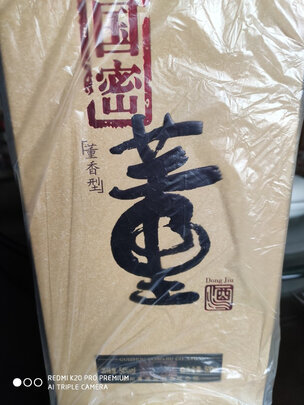 国密
董香型
董
Dong Jiu
酒
REDMI K20 PRO PREMIUM
AI TRIPLE CAMERA